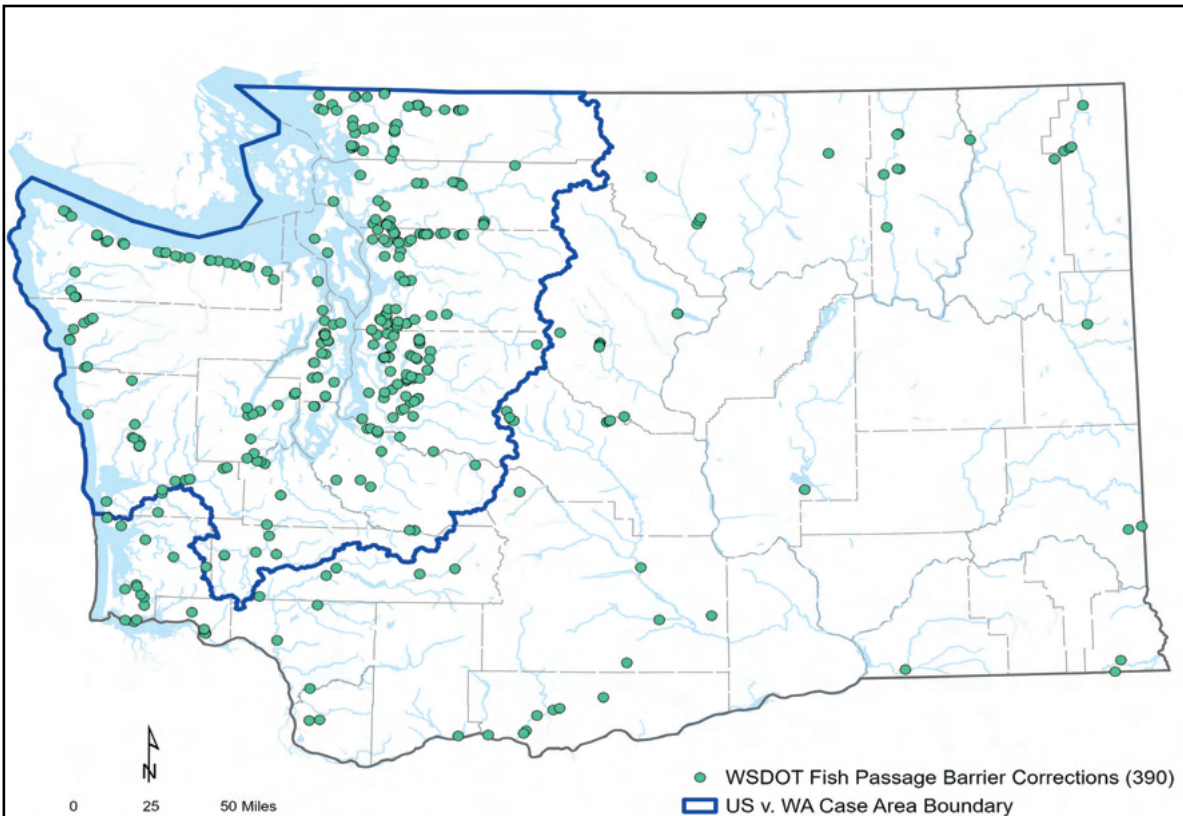 N
0 25 50 Miles
WSDOT Fish Passage Barrier Corrections (390)
US v. WA Case Area Boundary